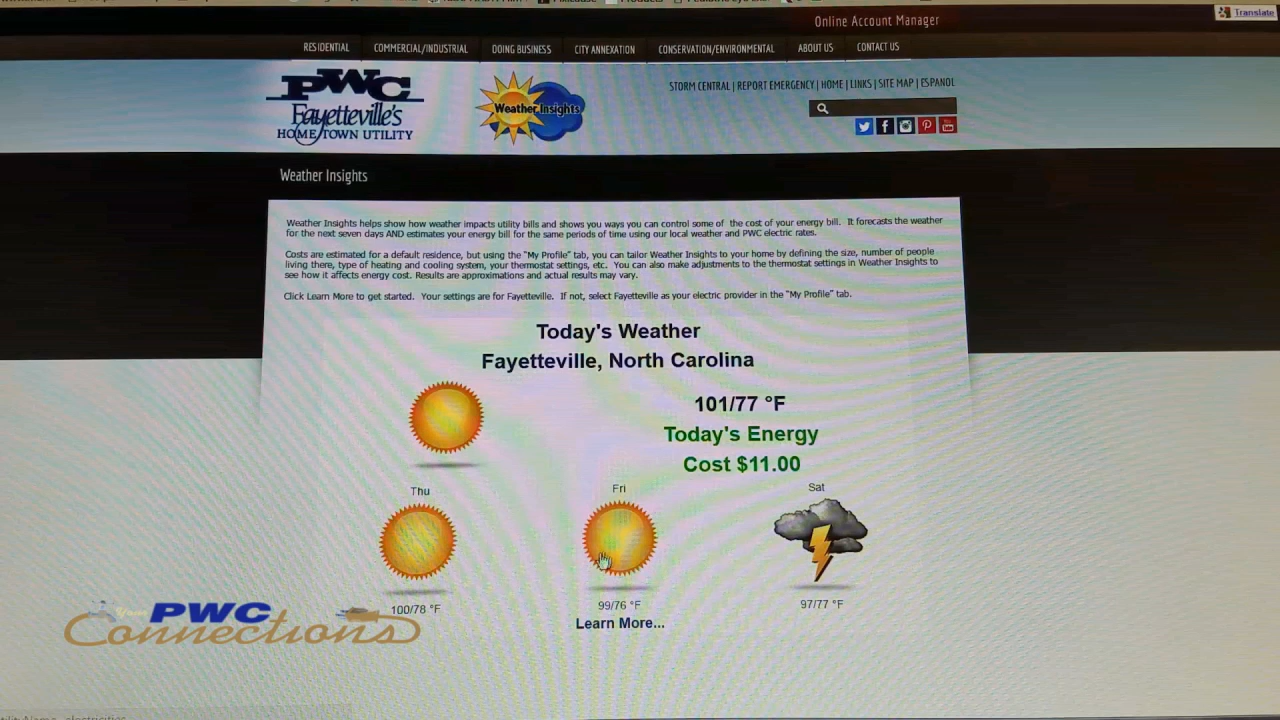 Online Account Manager
Translate
RESIDENTIAL COMMERCIAL/INDUSTRIAL DOING BUSINESS CITY ANNEXATION CONSERVATION/ENVIRONMENTAL ABOUT US CONTACT US
PWC
Fayetteville's
HOMETOWN UTILITY
Weather Insights
STORM CENTRAL | REPORT EMERGENCY | HOME | LINKS | SITE MAP | ESPANOL
Weather Insights
Weather Insights helps show how weather impacts utility bills and shows you ways you can control some of the cost of your energy bill. It forecasts the weather
for the next seven days AND estimates your energy bill for the same periods of time using our local weather and PWC electric rates.
Costs are estimated for a default residence, but using the "My Profile" tab, you can tailor Weather Insights to your home by defining the size, number of people
living there, type of heating and cooling system, your thermostat settings, etc. You can also make adjustments to the thermostat settings in Weather Insights to
see how it affects energy cost. Results are approximations and actual results may vary.
Click Learn More to get started. Your settings are for Fayetteville. If not, select Fayetteville as your electric provider in the "My Profile" tab.
Today's Weather
Fayetteville, North Carolina
101/77 °F
Today's Energy
Cost $11.00
Thu Fri Sat
100/78 °F 99/76 °F 97/77 °F
Learn More...
Your PWC
Connections